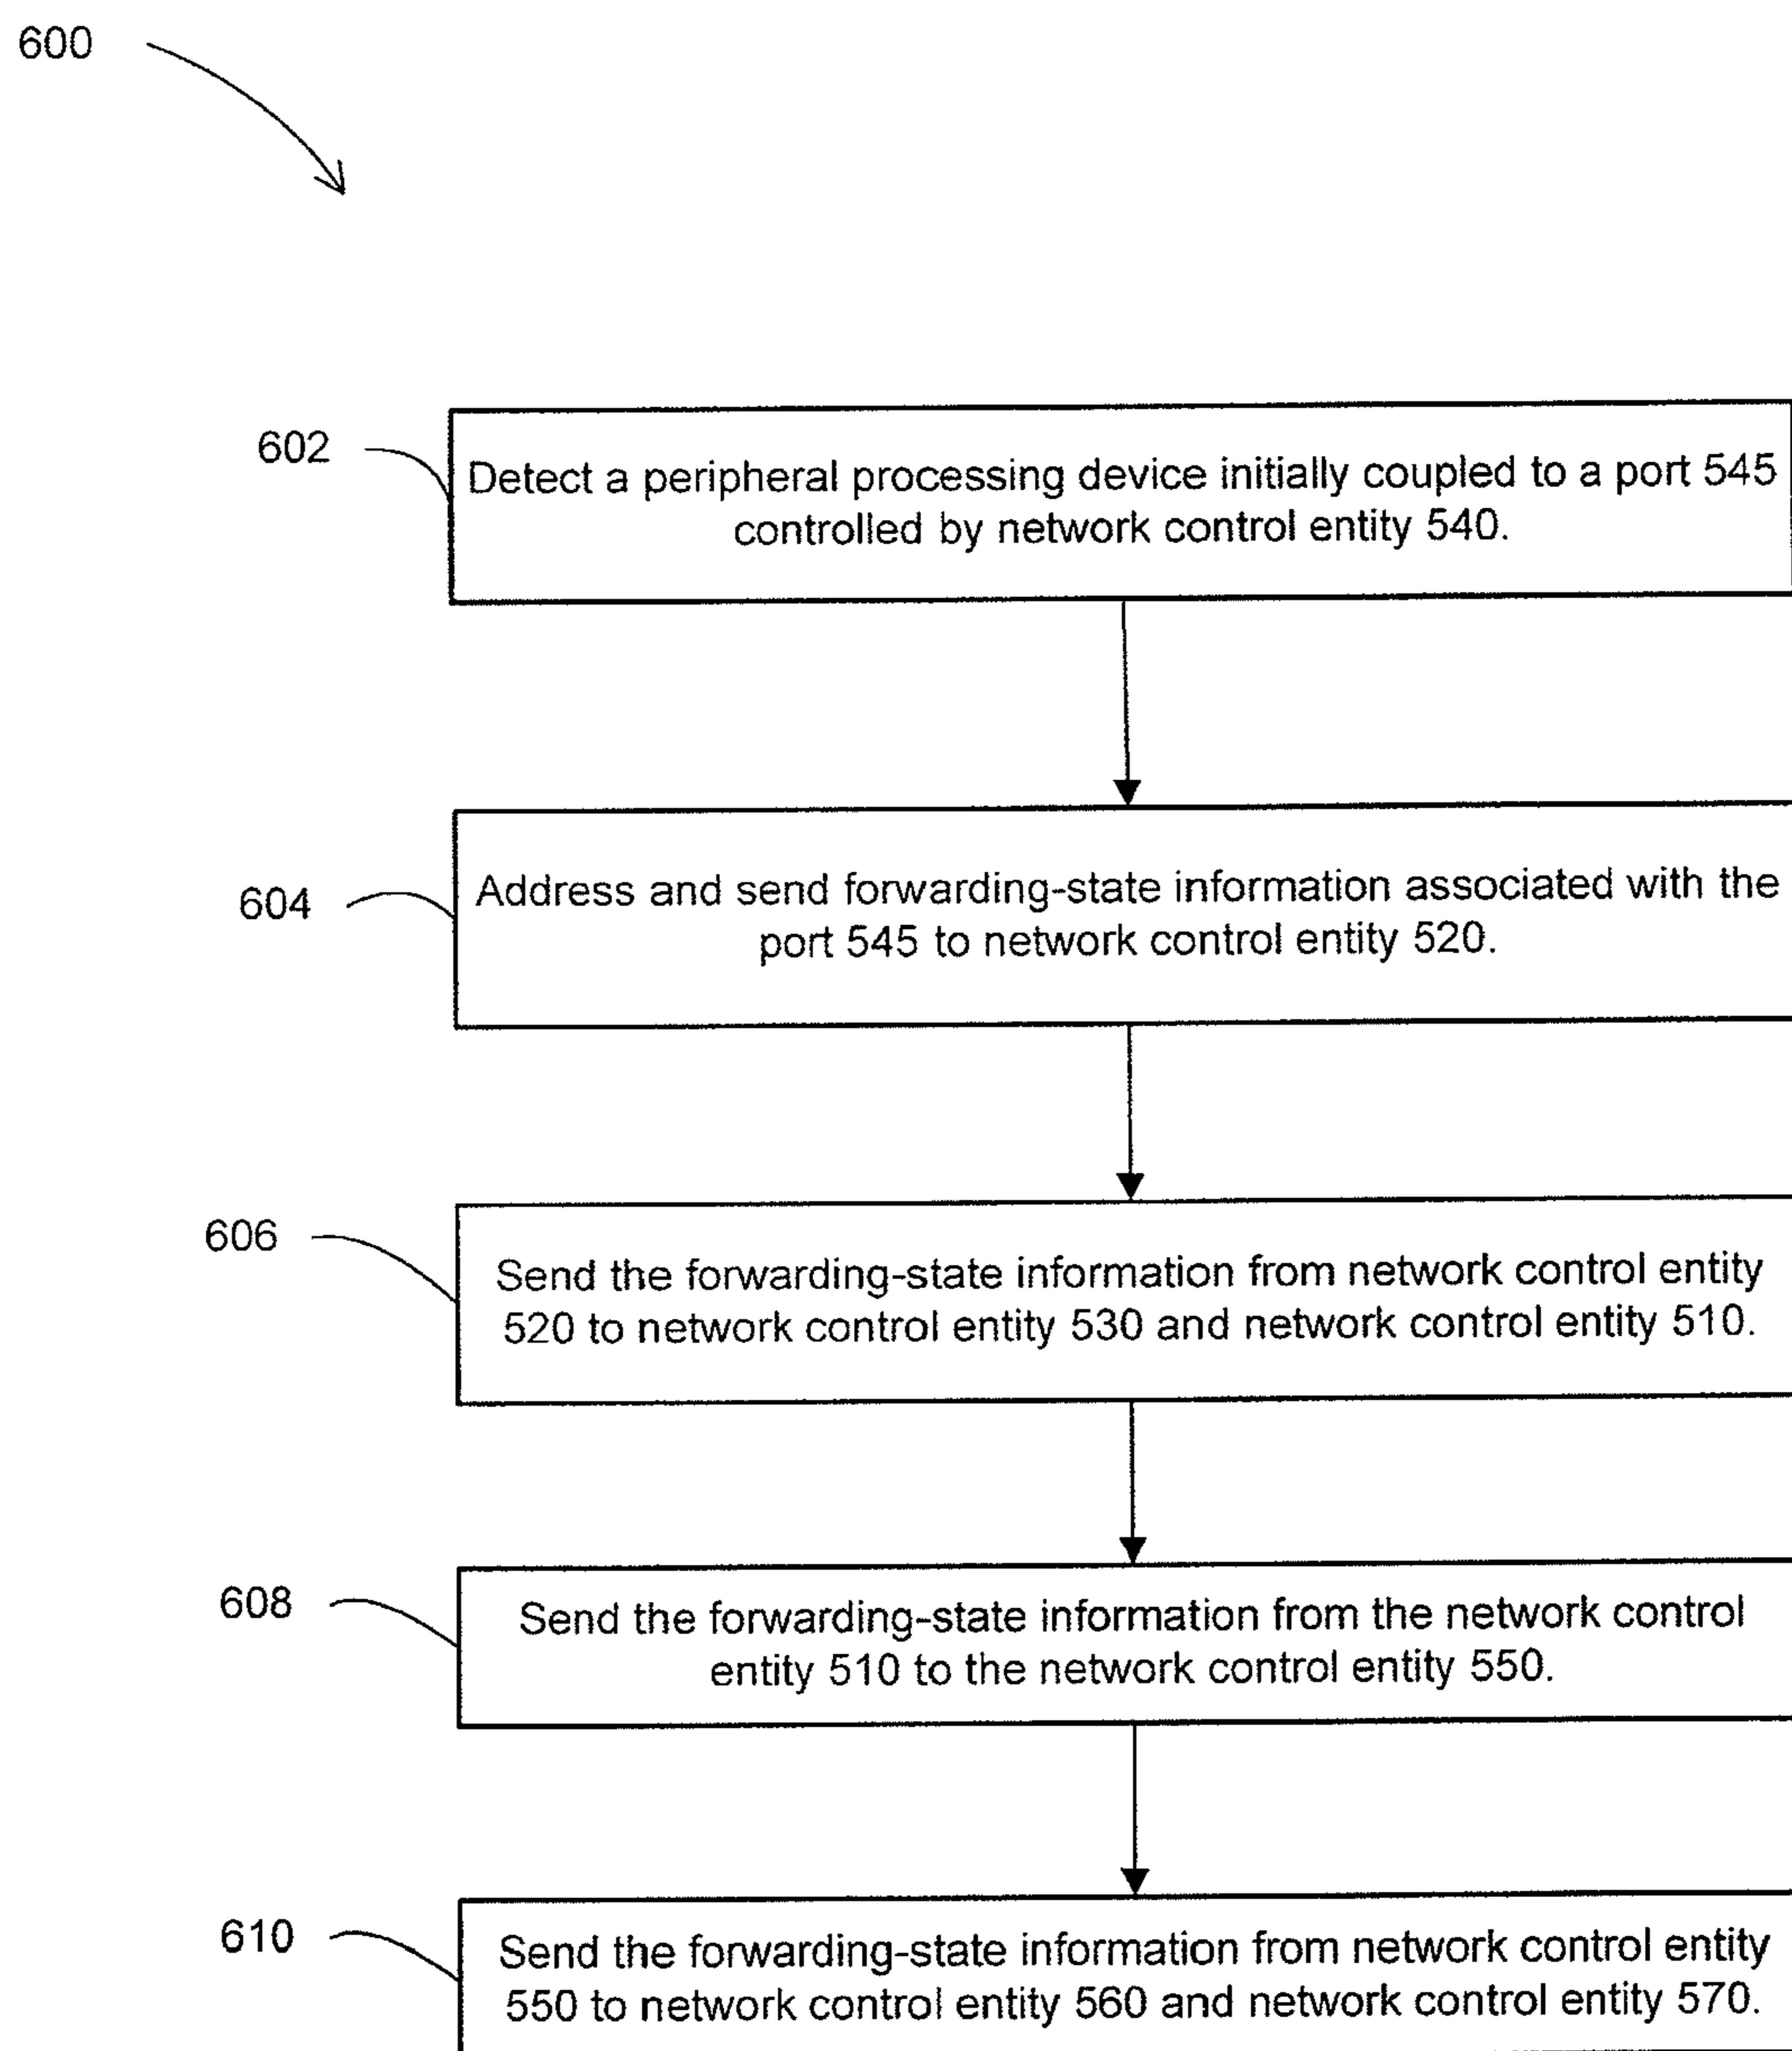 600
602
Detect a peripheral processing device initially coupled to a port 545
controlled by network control entity 540.
604
Address and send forwarding-state information associated with the
port 545 to network control entity 520.
606
Send the forwarding-state information from network control entity
520 to network control entity 530 and network control entity 510.
608
Send the forwarding-state information from the network control
entity 510 to the network control entity 550.
610
Send the forwarding-state information from network control entity
550 to network control entity 560 and network control entity 570.